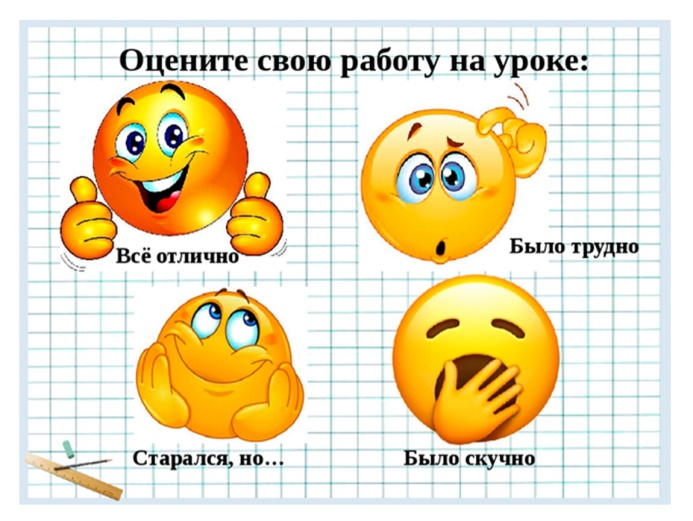 Оцените свою работу на уроке:
Всё отлично
Было трудно
Старался, но…
Было скучно